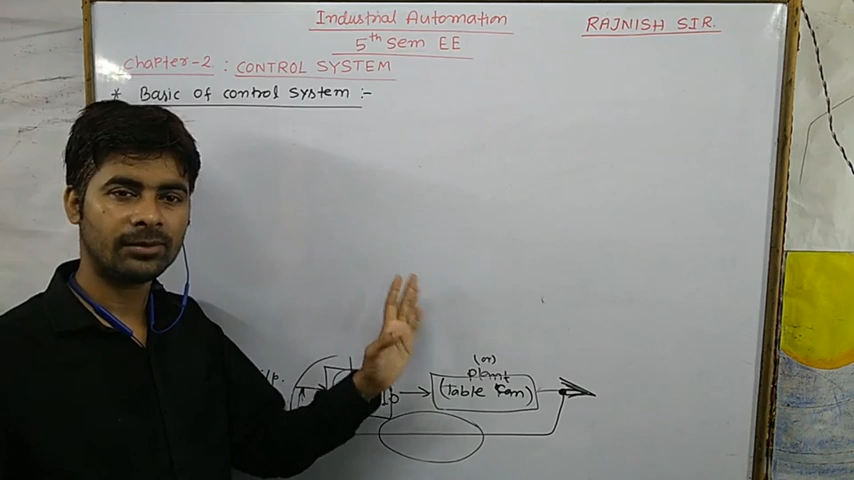 Industrial Automation
RAJNISH SIR.
5th Sem EE
Chapter-2 : CONTROL SYSTEM
* Basic of control System :-
(or)
plant
(Table Fan)